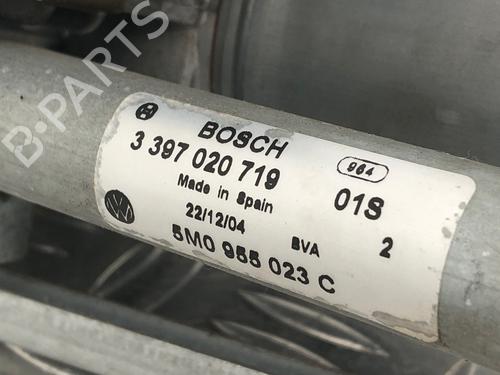 BOSCH
3 397 020 719
964
01S
Made in Spain
22/12/04
BVA
2
5M0 955 023 C
B-PARTS